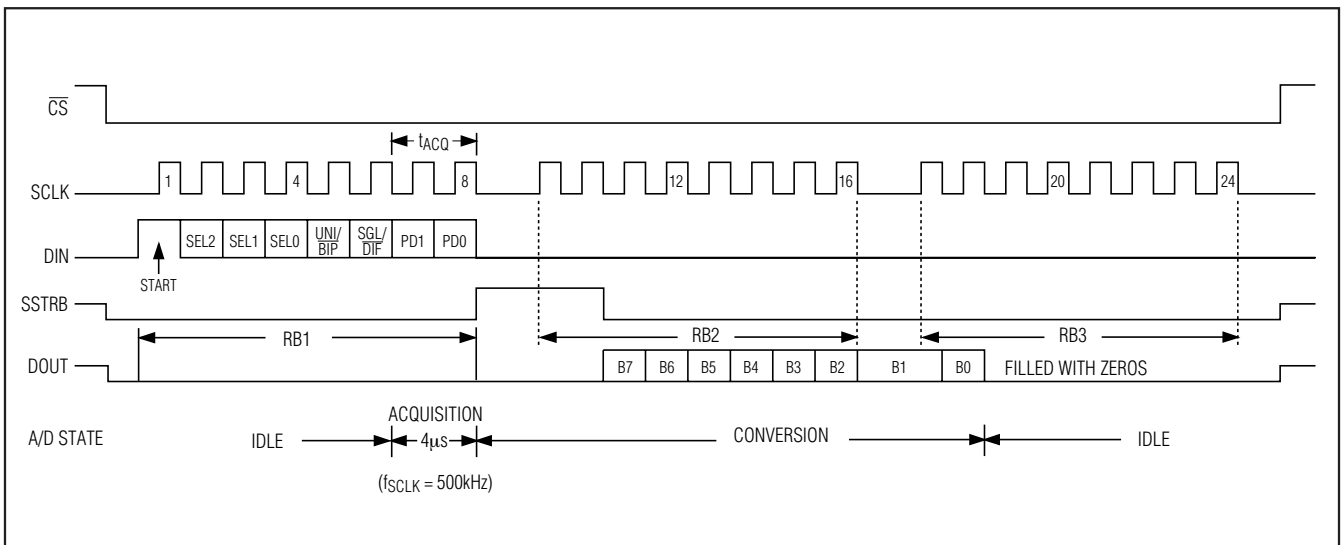 CS
tACQ
SCLK 1 4 8 12 16 20 24
DIN SEL2 SEL1 SEL0 UNI/BIP SGL/DIF PD1 PD0
START
SSTRB
RB1 RB2 RB3
DOUT B7 B6 B5 B4 B3 B2 B1 B0 FILLED WITH ZEROS
ACQUISITION
A/D STATE IDLE 4µs CONVERSION IDLE
(fSCLK = 500kHz)